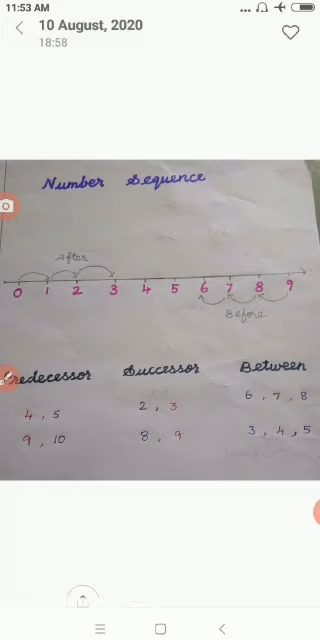 11:53 AM
10 August, 2020
18:58
Number Sequence
After
0 1 2 3 4 5 6 7 8 9
Before
Predecessor Successor Between
4, 5 2, 3 6, 7, 8
9, 10 8, 9 3, 4, 5